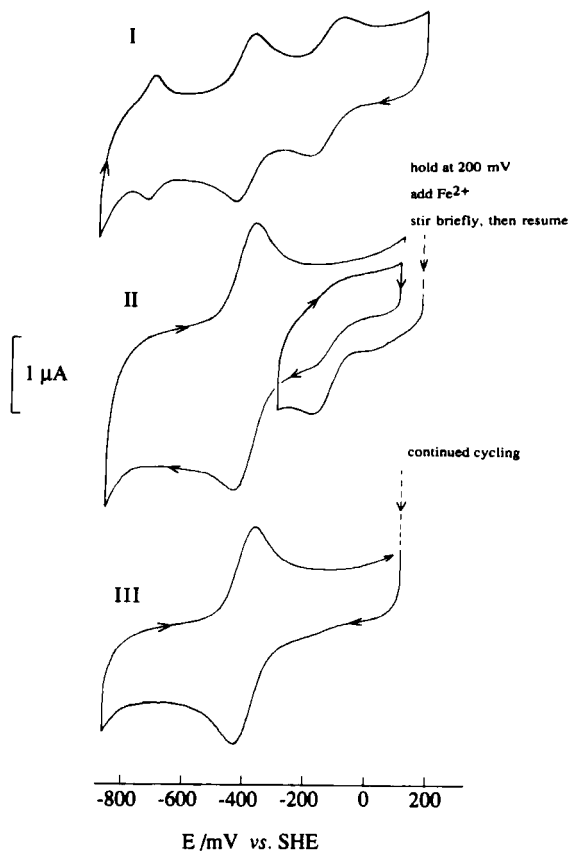 I
hold at 200 mV
add Fe2+
stir briefly, then resume
II
1 μA
continued cycling
III
-800 -600 -400 -200 0 200
E /mV vs. SHE